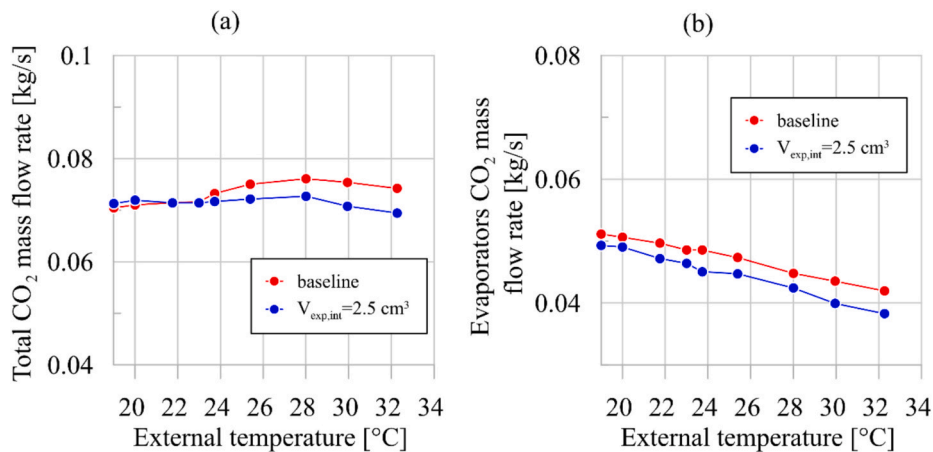 (a)
Total CO₂ mass flow rate [kg/s]
0.1
0.08
0.06
0.04
baseline
V_exp,int=2.5 cm³
20 22 24 26 28 30 32 34
External temperature [°C]
(b)
Evaporators CO₂ mass
flow rate [kg/s]
0.08
0.06
0.04
baseline
V_exp,int=2.5 cm³
20 22 24 26 28 30 32 34
External temperature [°C]